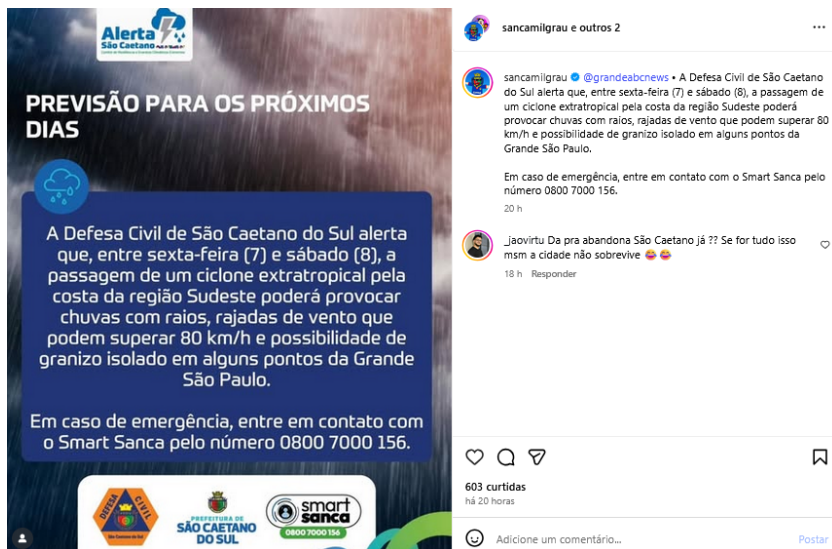 Alerta
São Caetano
PREVISÃO PARA OS PRÓXIMOS
DIAS
A Defesa Civil de São Caetano do Sul alerta
que, entre sexta-feira (7) e sábado (8), a
passagem de um ciclone extratropical pela
costa da região Sudeste poderá provocar
chuvas com raios, rajadas de vento que
podem superar 80 km/h e possibilidade de
granizo isolado em alguns pontos da Grande
São Paulo.
Em caso de emergência, entre em contato com
o Smart Sanca pelo número 0800 7000 156.
DEFESA CIVIL
São Caetano do Sul
PREFEITURA DE
SÃO CAETANO
DO SUL
smart
sanca
0800 7000 156
sancamilgrau e outros 2
sancamilgrau @grandeabcnews • A Defesa Civil de São Caetano
do Sul alerta que, entre sexta-feira (7) e sábado (8), a passagem de
um ciclone extratropical pela costa da região Sudeste poderá
provocar chuvas com raios, rajadas de vento que podem superar 80
km/h e possibilidade de granizo isolado em alguns pontos da
Grande São Paulo.
Em caso de emergência, entre em contato com o Smart Sanca pelo
número 0800 7000 156.
20 h
_jaovirtu Da pra abandona São Caetano já ?? Se for tudo isso
msm a cidade não sobrevive 😂 😂
18 h Responder
603 curtidas
há 20 horas
Adicione um comentário...
Postar